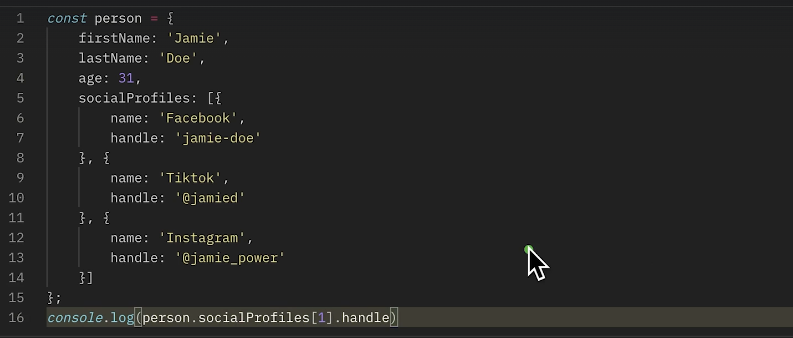 1 const person = {
2 firstName: 'Jamie',
3 lastName: 'Doe',
4 age: 31,
5 socialProfiles: [{
6 name: 'Facebook',
7 handle: 'jamie-doe'
8 }, {
9 name: 'Tiktok',
10 handle: '@jamied'
11 }, {
12 name: 'Instagram',
13 handle: '@jamie_power'
14 }]
15 };
16 console.log(person.socialProfiles[1].handle)